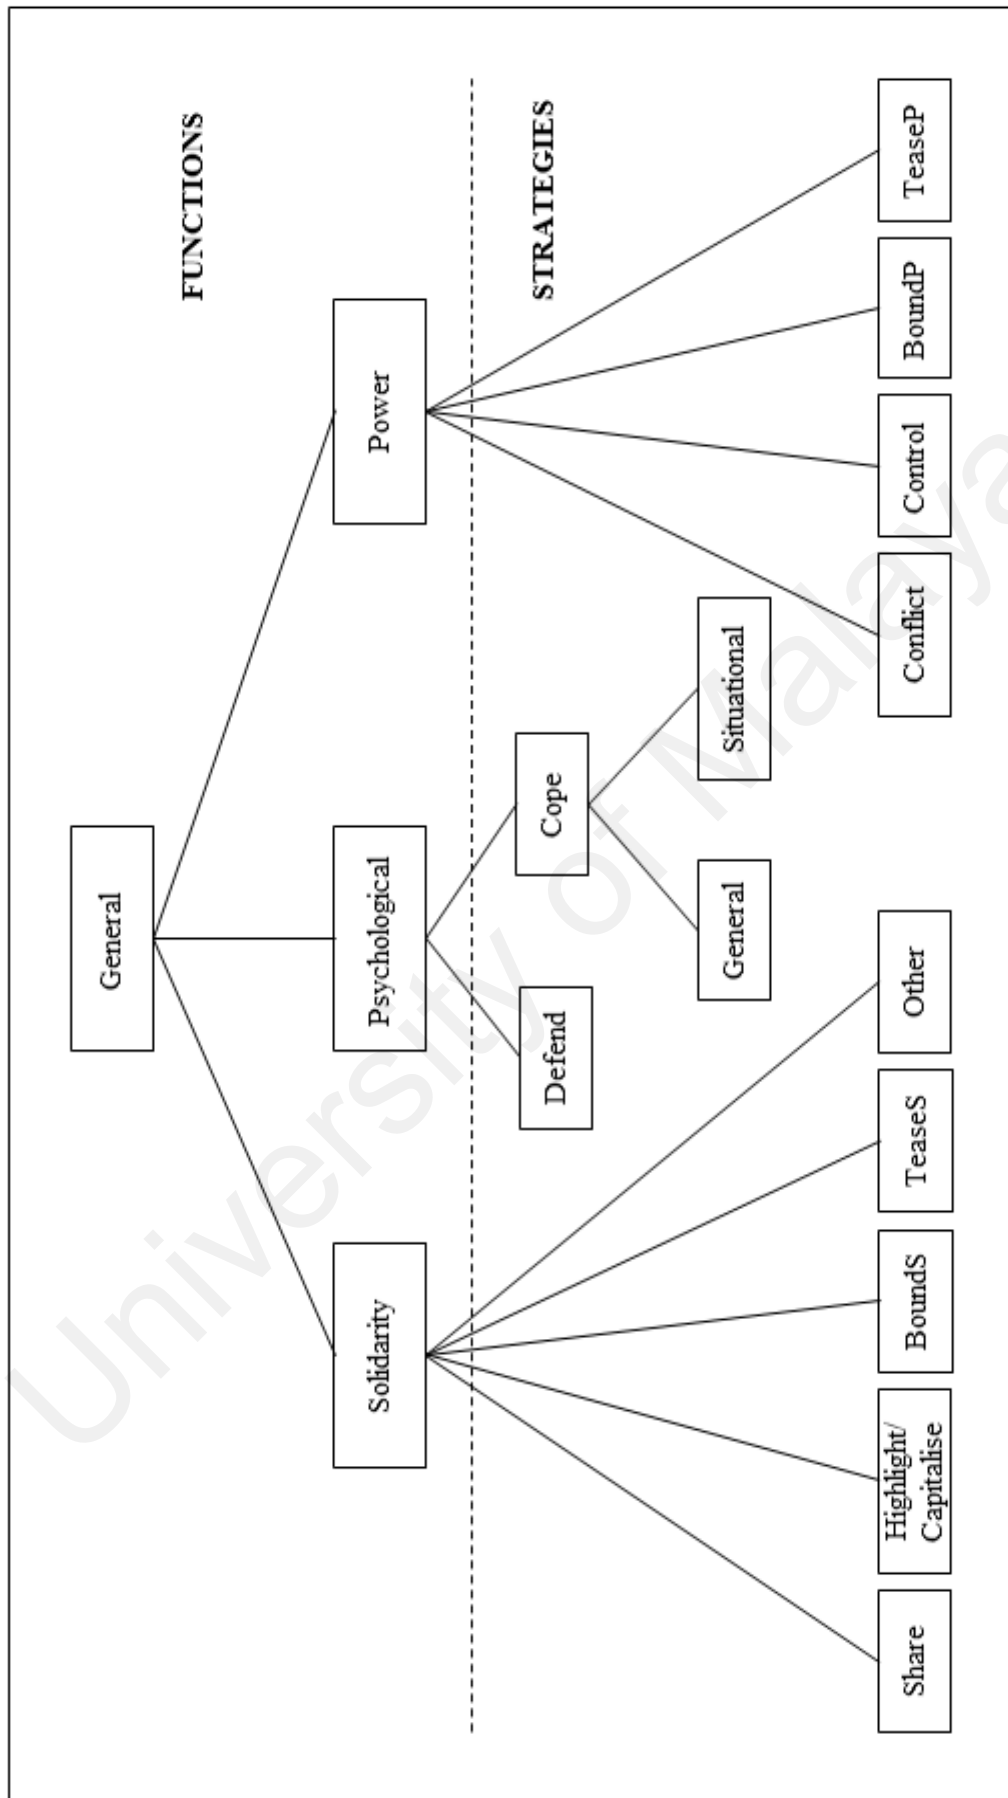 General
FUNCTIONS
Solidarity
Psychological
Power
STRATEGIES
Defend
Cope
General
Situational
Share
Highlight/
Capitalise
BoundS
TeaseS
Other
Conflict
Control
BoundP
TeaseP
University of Malaya